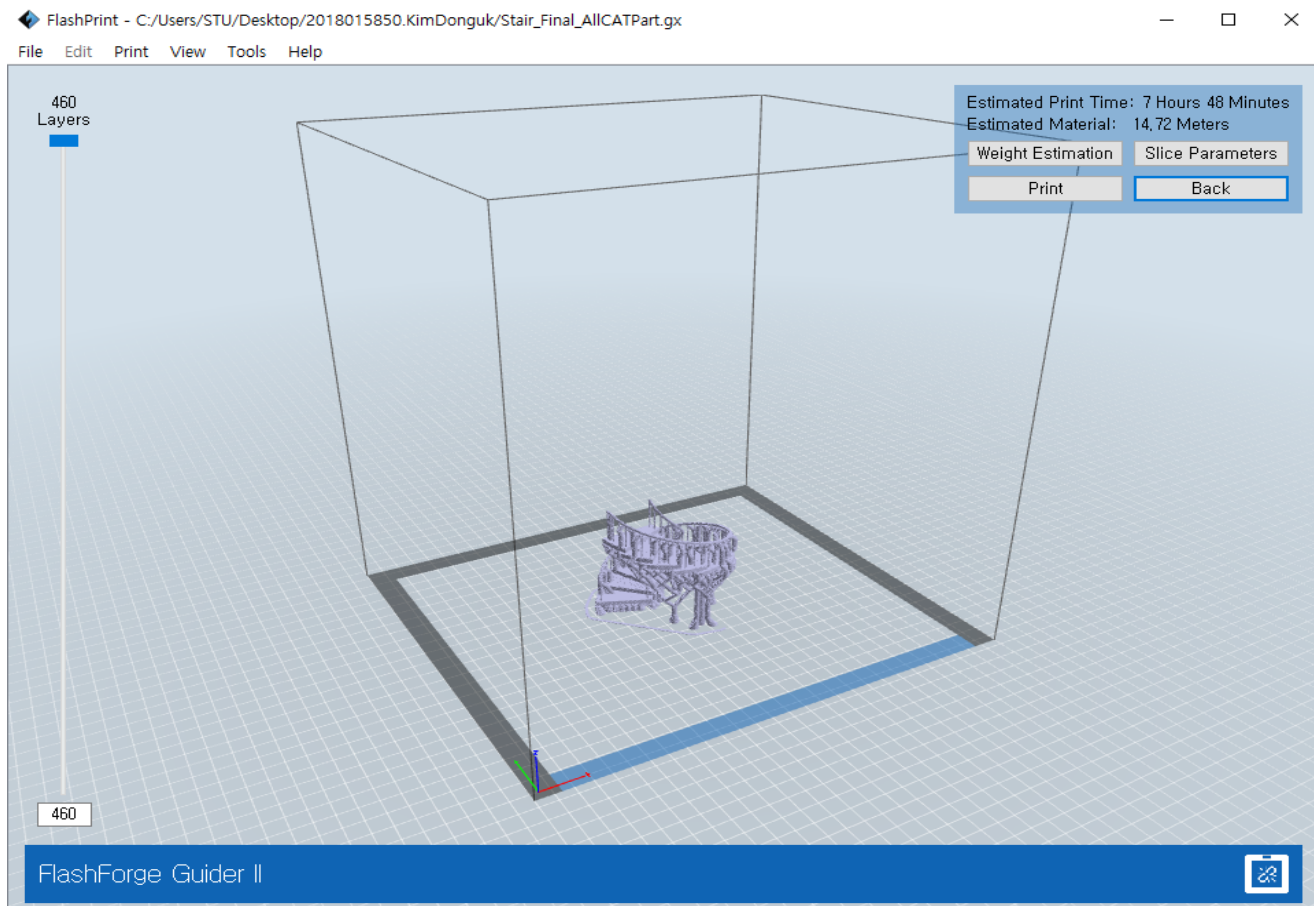 FlashPrint - C:/Users/STU/Desktop/2018015850.KimDonguk/Stair_Final_AllCATPart.gx
File Edit Print View Tools Help
460
Layers
Estimated Print Time: 7 Hours 48 Minutes
Estimated Material: 14.72 Meters
Weight Estimation Slice Parameters
Print Back
460
FlashForge Guider II